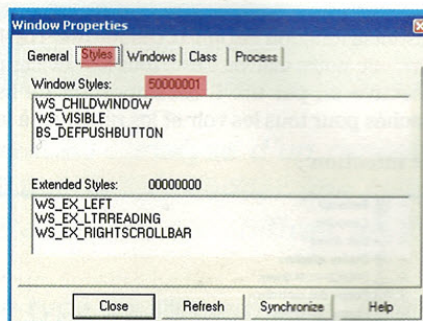 Window Properties
General Styles Windows Class Process
Window Styles: 50000001
WS_CHILDWINDOW
WS_VISIBLE
BS_DEFPUSHBUTTON
Extended Styles: 00000000
WS_EX_LEFT
WS_EX_LTRREADING
WS_EX_RIGHTSCROLLBAR
Close Refresh Synchronize Help